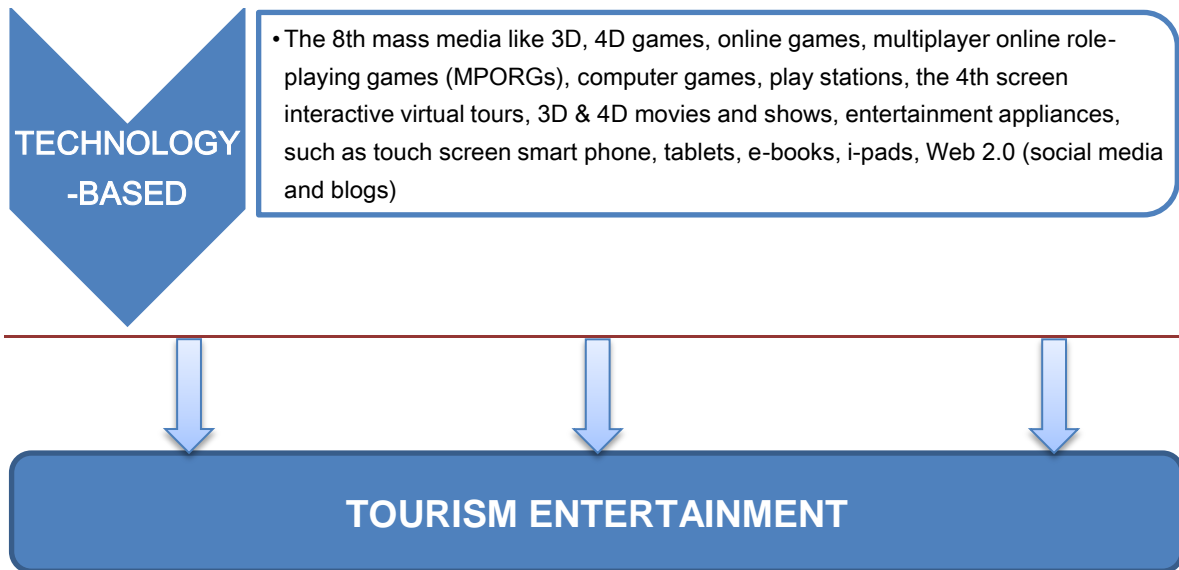 • The 8th mass media like 3D, 4D games, online games, multiplayer online role-
playing games (MPORGs), computer games, play stations, the 4th screen
interactive virtual tours, 3D & 4D movies and shows, entertainment appliances,
such as touch screen smart phone, tablets, e-books, i-pads, Web 2.0 (social media
and blogs)
TECHNOLOGY
-BASED
TOURISM ENTERTAINMENT